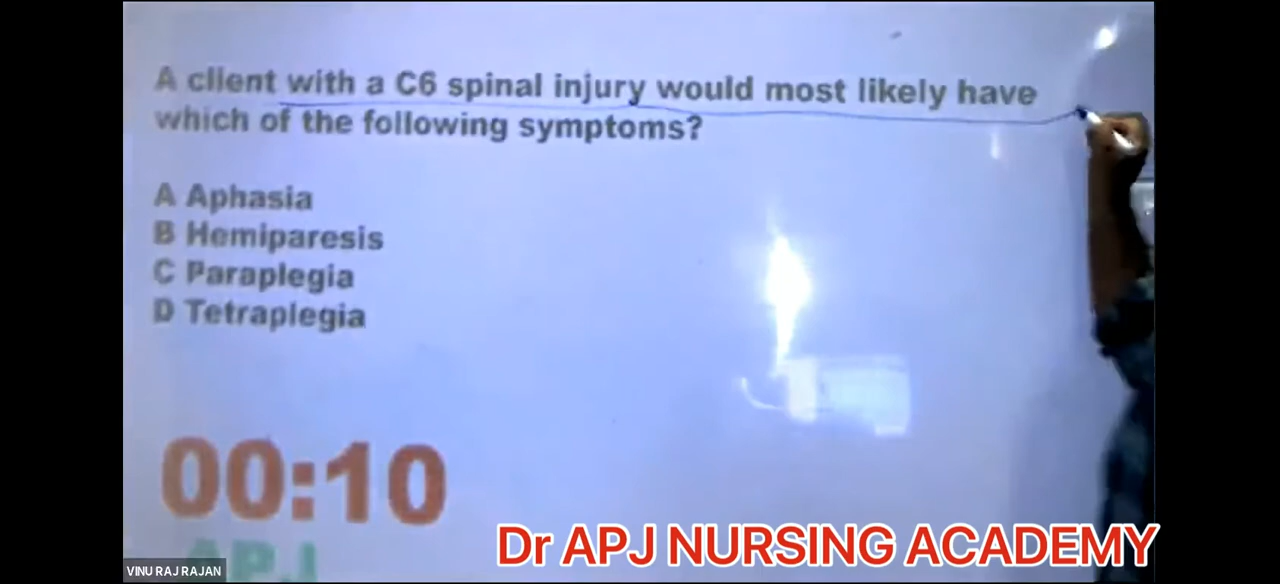 A client with a C6 spinal injury would most likely have
which of the following symptoms?
A Aphasia
B Hemiparesis
C Paraplegia
D Tetraplegia
00:10
APJ
Dr APJ NURSING ACADEMY
VINU RAJ RAJAN